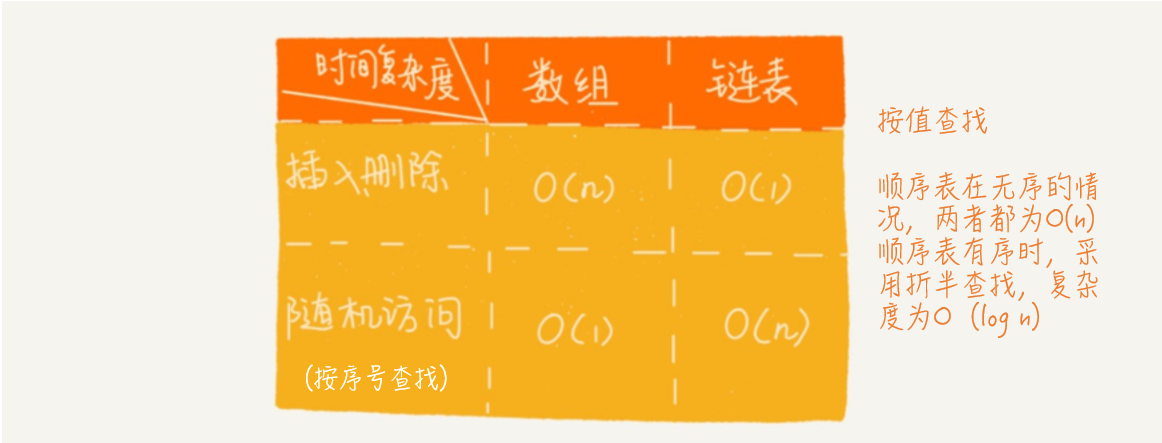 时间复杂度 数组 链表
插入、删除 O(n) O(1)
随机访问 O(1) O(n)
(按序号查找)
按值查找
顺序表在无序的情
况，两者都为O(n)
顺序表有序时，采
用折半查找，复杂
度为O (log n)